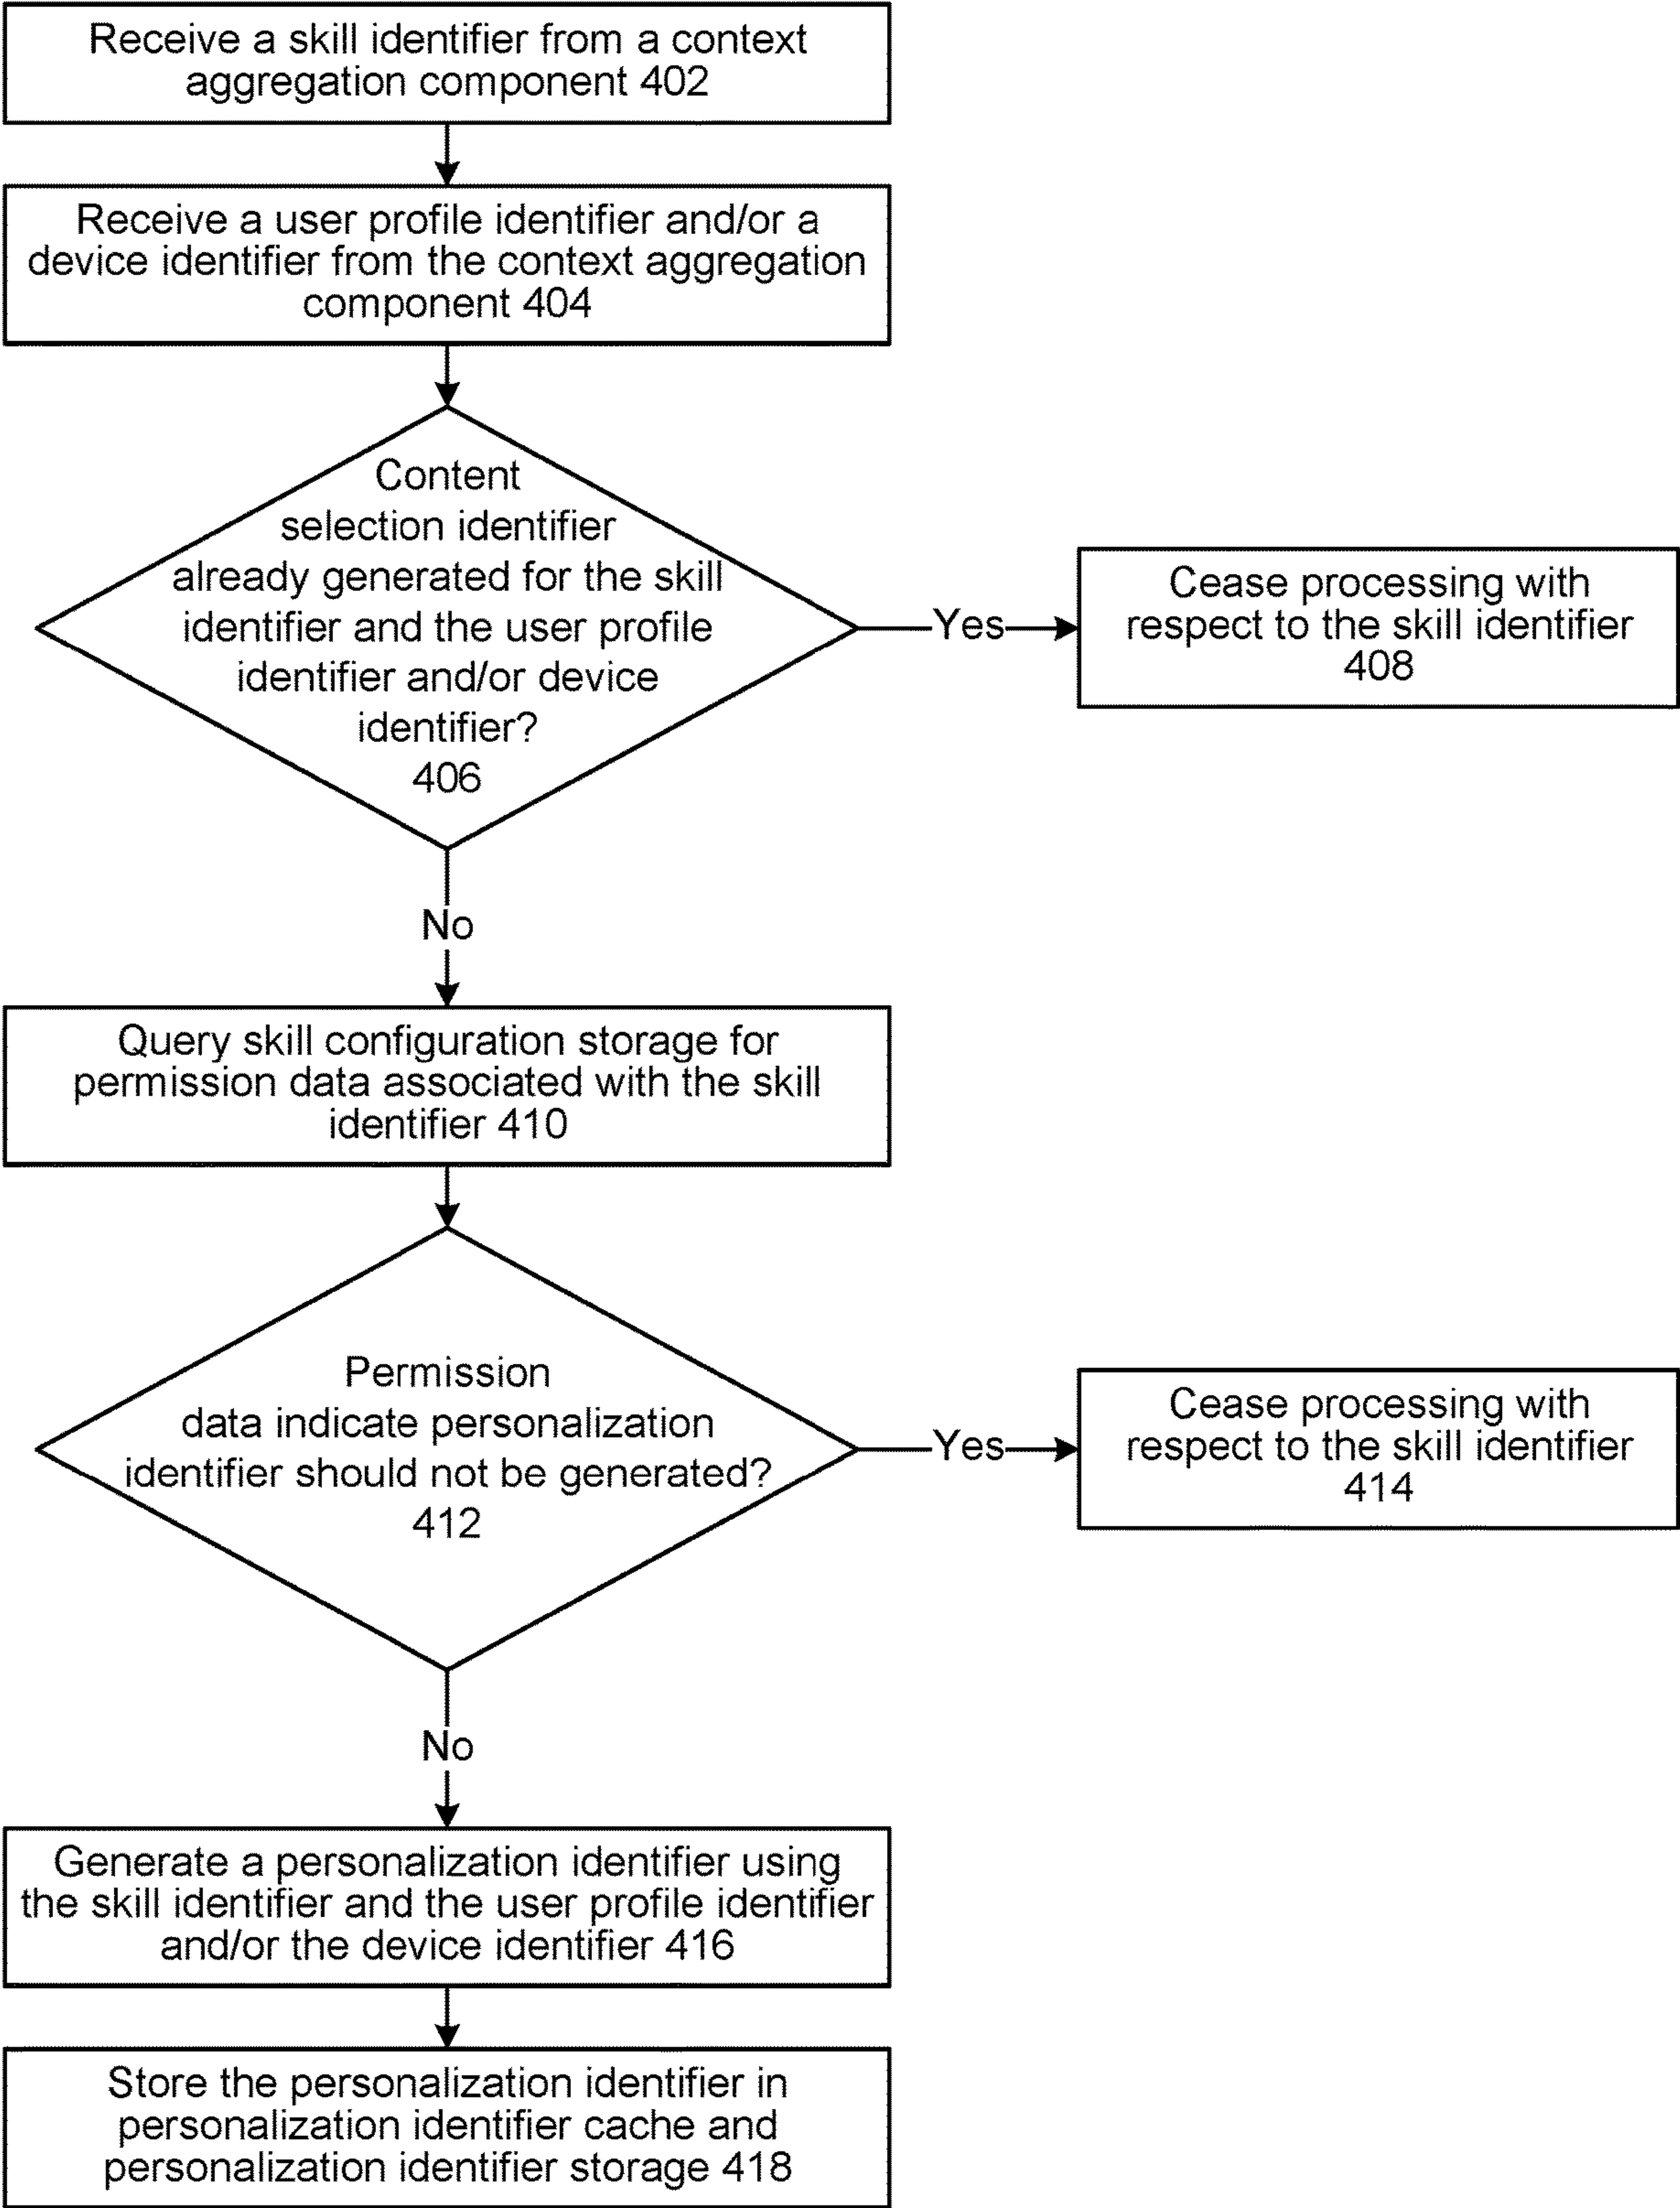 Receive a skill identifier from a context
aggregation component 402
Receive a user profile identifier and/or a
device identifier from the context aggregation
component 404
Content
selection identifier
already generated for the skill
identifier and the user profile
identifier and/or device
identifier?
406
Yes
Cease processing with
respect to the skill identifier
408
No
Query skill configuration storage for
permission data associated with the skill
identifier 410
Permission
data indicate personalization
identifier should not be generated?
412
Yes
Cease processing with
respect to the skill identifier
414
No
Generate a personalization identifier using
the skill identifier and the user profile identifier
and/or the device identifier 416
Store the personalization identifier in
personalization identifier cache and
personalization identifier storage 418